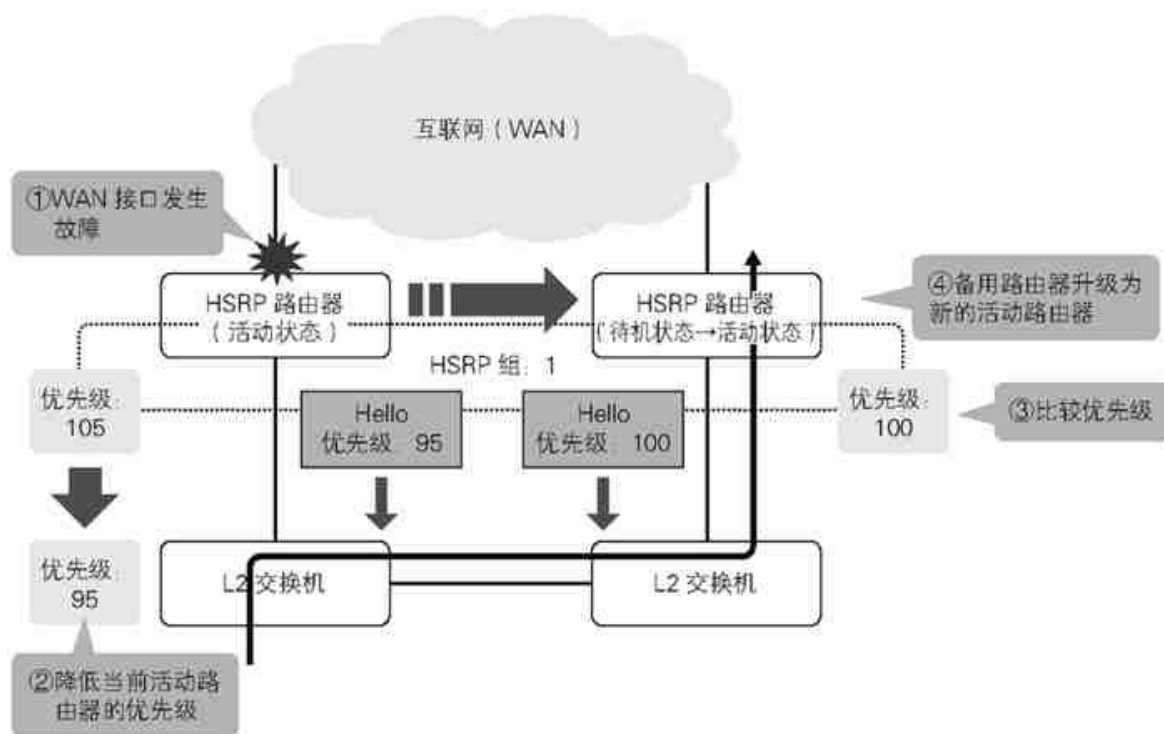 互联网（WAN）
①WAN 接口发生
故障
HSRP 路由器
（活动状态）
HSRP 路由器
（待机状态→活动状态）
④备用路由器升级为
新的活动路由器
HSRP 组：1
优先级：
105
Hello
优先级：95
Hello
优先级：100
优先级：
100
③比较优先级
优先级：
95
L2 交换机
L2 交换机
②降低当前活动路
由器的优先级